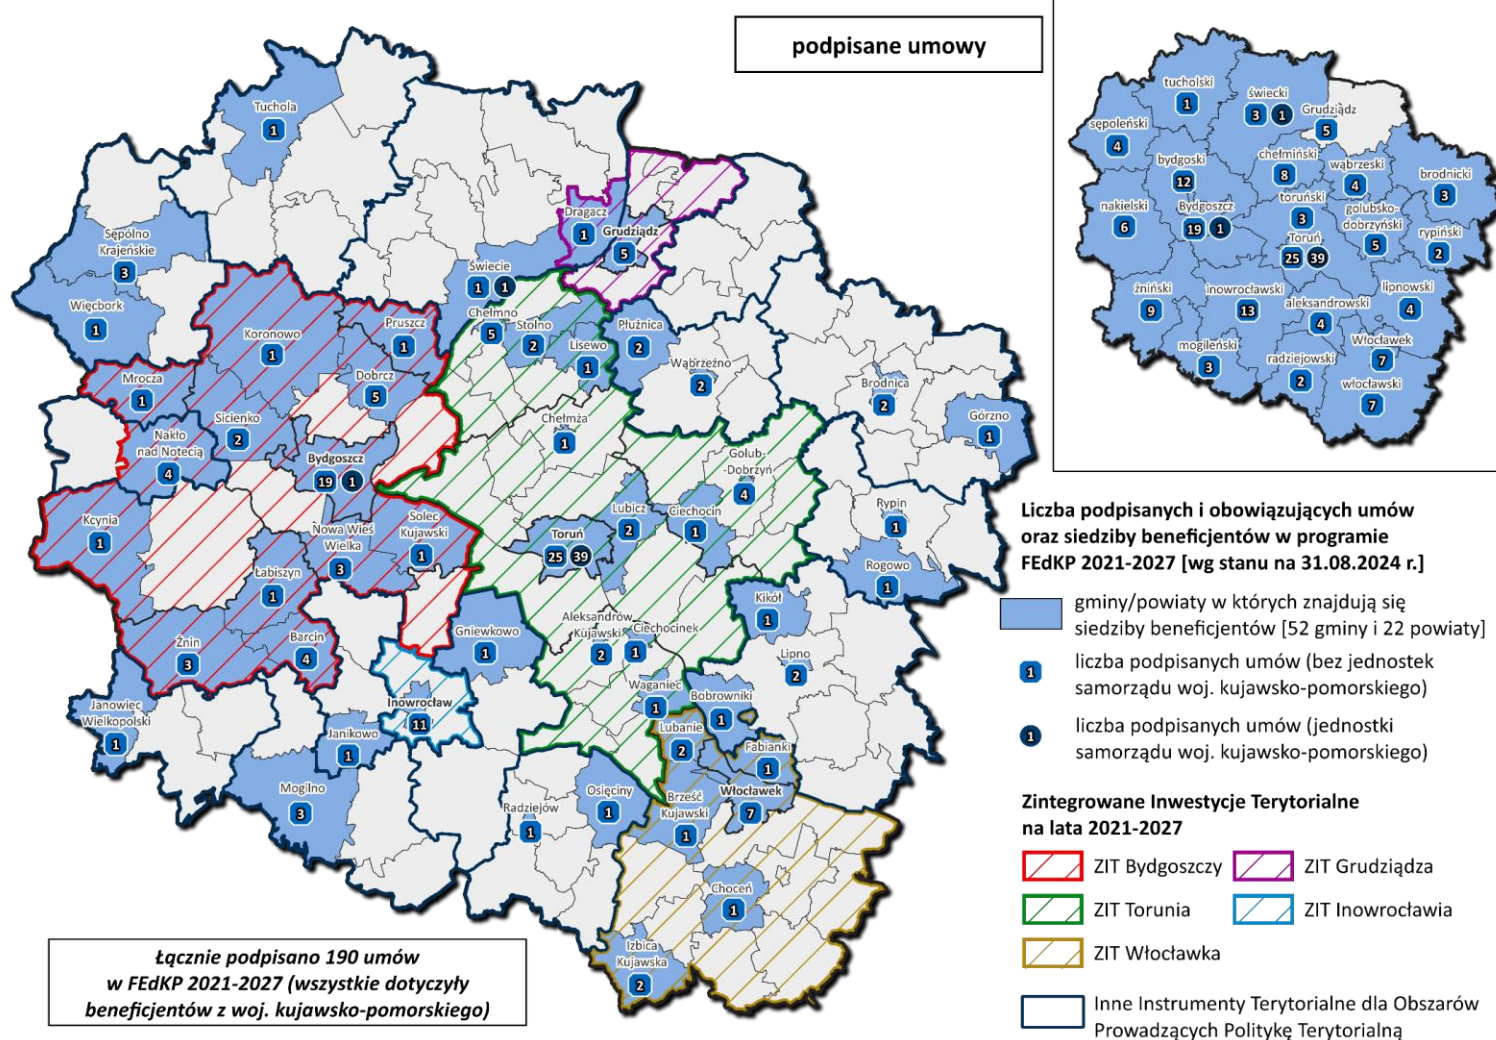 podpisane umowy
Tuchola
1
Sępólno
Krajeńskie
3
Więcbork
1
Koronowo
1
Pruszcz
1
Mrocza
1
Dobrcz
5
Sicienko
2
Nakło
nad Notecią
4
Bydgoszcz
19 1
Kcynia
1
Nowa Wieś
Wielka
3
Solec
Kujawski
1
Łabiszyn
1
Żnin
3
Barcin
4
Janowiec
Wielkopolski
1
Janikowo
1
Mogilno
3
Inowrocław
11
Gniewkowo
1
Dragacz
1
Grudziądz
5
Świecie
1 1
Chełmno
5
Stolno
2
Lisewo
1
Płużnica
2
Wąbrzeźno
2
Brodnica
2
Górzno
1
Chełmża
1
Golub-
-Dobrzyń
4
Lubicz
2
Ciechocin
1
Toruń
25 39
Rypin
1
Rogowo
1
Kikół
1
Lipno
2
Aleksandrów
Kujawski
2
Ciechocinek
1
Waganiec
1
Bobrowniki
1
Lubanie
2
Fabianki
1
Włocławek
7
Brześć
Kujawski
1
Osięciny
1
Radziejów
1
Choceń
1
Izbica
Kujawska
2
Łącznie podpisano 190 umów
w FEdKP 2021-2027 (wszystkie dotyczyły
beneficjentów z woj. kujawsko-pomorskiego)
tucholski
1
świecki
3 1
Grudziądz
5
sępoleński
4
bydgoski
12
chełmiński
8
wąbrzeski
4
brodnicki
3
nakielski
6
Bydgoszcz
19 1
toruński
3
Toruń
25 39
golubsko-
dobrzyński
5
rypiński
2
żniński
9
inowrocławski
13
aleksandrowski
4
lipnowski
4
mogileński
3
radziejowski
2
Włocławek
7
włocławski
7
Liczba podpisanych i obowiązujących umów
oraz siedziby beneficjentów w programie
FEdKP 2021-2027 [wg stanu na 31.08.2024 r.]
gminy/powiaty w których znajdują się
siedziby beneficjentów [52 gminy i 22 powiaty]
1
liczba podpisanych umów (bez jednostek
samorządu woj. kujawsko-pomorskiego)
1
liczba podpisanych umów (jednostki
samorządu woj. kujawsko-pomorskiego)
Zintegrowane Inwestycje Terytorialne
na lata 2021-2027
ZIT Bydgoszczy
ZIT Grudziądza
ZIT Torunia
ZIT Inowrocławia
ZIT Włocławka
Inne Instrumenty Terytorialne dla Obszarów
Prowadzących Politykę Terytorialną